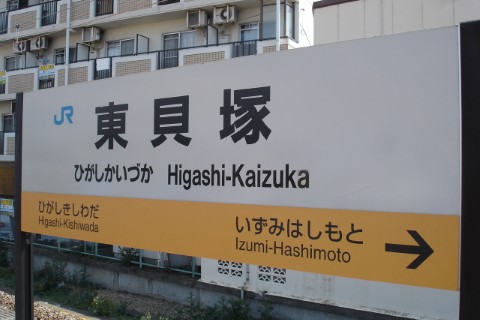 JR
東貝塚
ひがしかいづか Higashi-Kaizuka
ひがしきしわだ
Higashi-Kishiwada
いずみはしもと
Izumi-Hashimoto